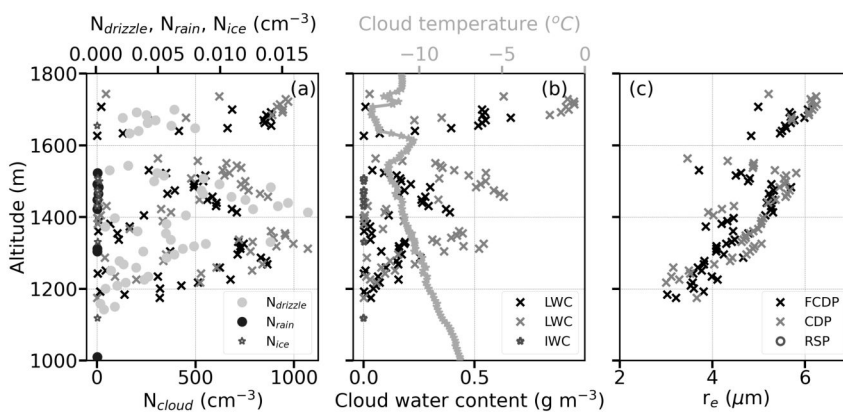 N_drizzle, N_rain, N_ice (cm⁻³)
0.000 0.005 0.010 0.015
Cloud temperature (°C)
−10 −5 0
(a)
(b)
(c)
1800
1600
1400
1200
1000
Altitude (m)
N_drizzle
N_rain
N_ice
LWC
LWC
IWC
FCDP
CDP
RSP
0 500 1000
0.0 0.5
2 4 6
N_cloud (cm⁻³)
Cloud water content (g m⁻³)
r_e (μm)